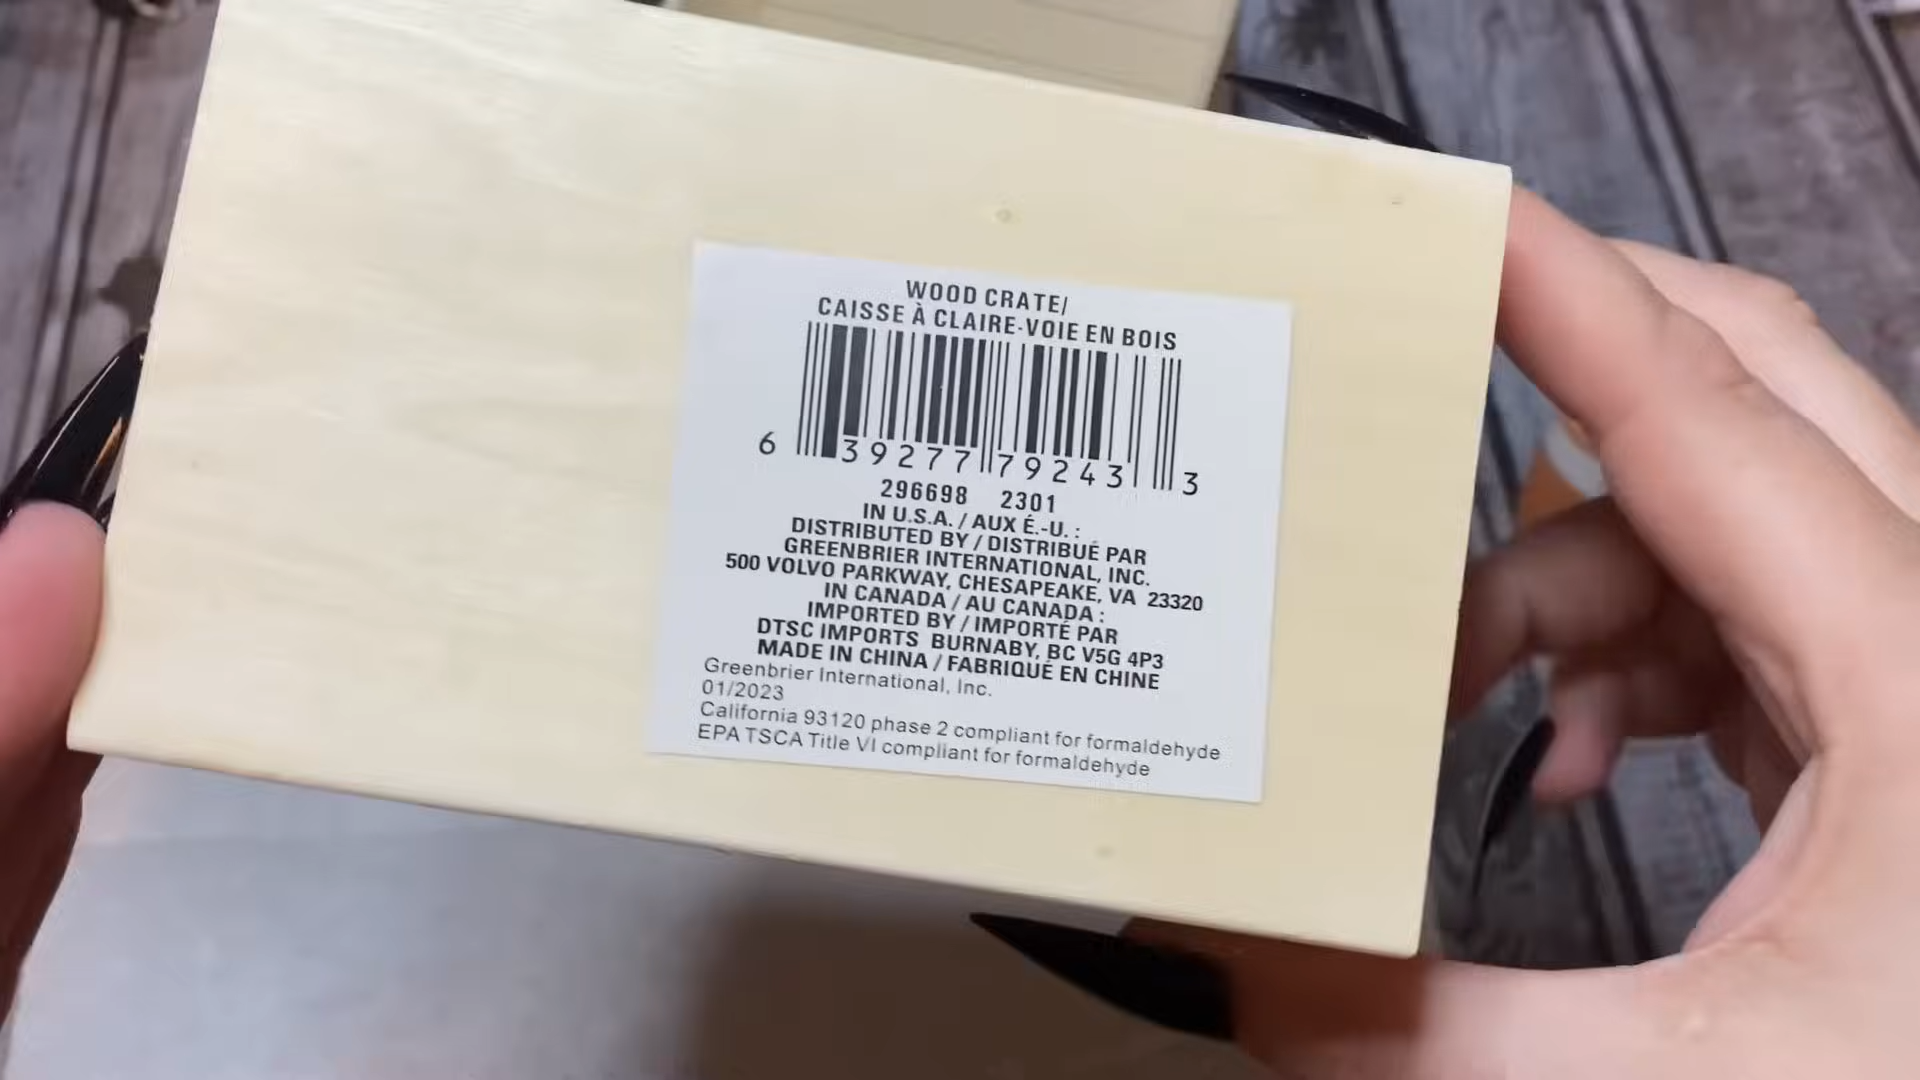 WOOD CRATE/
CAISSE À CLAIRE-VOIE EN BOIS
6 39277 79243 3
296698 2301
IN U.S.A. / AUX É.-U. :
DISTRIBUTED BY / DISTRIBUÉ PAR
GREENBRIER INTERNATIONAL, INC.
500 VOLVO PARKWAY, CHESAPEAKE, VA 23320
IN CANADA / AU CANADA :
IMPORTED BY / IMPORTÉ PAR
DTSC IMPORTS BURNABY, BC V5G 4P3
MADE IN CHINA / FABRIQUÉ EN CHINE
Greenbrier International, Inc.
01/2023
California 93120 phase 2 compliant for formaldehyde
EPA TSCA Title VI compliant for formaldehyde